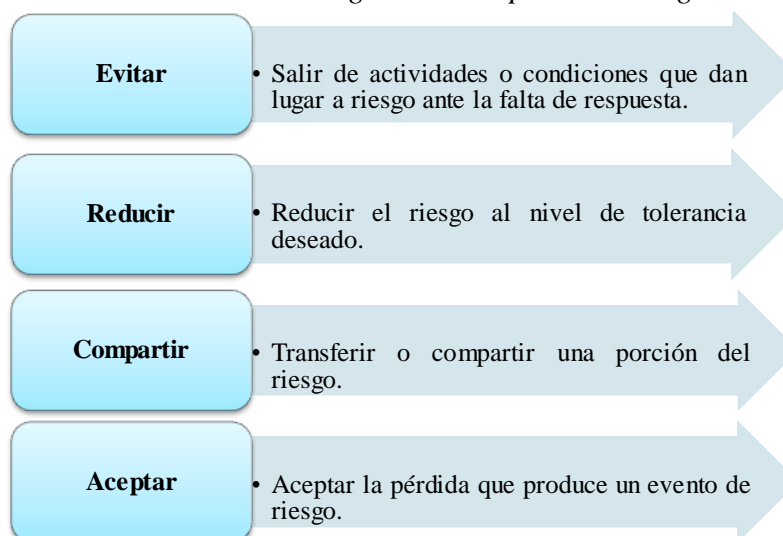 Evitar
• Salir de actividades o condiciones que dan
lugar a riesgo ante la falta de respuesta.
Reducir
• Reducir el riesgo al nivel de tolerancia
deseado.
Compartir
• Transferir o compartir una porción del
riesgo.
Aceptar
• Aceptar la pérdida que produce un evento de
riesgo.